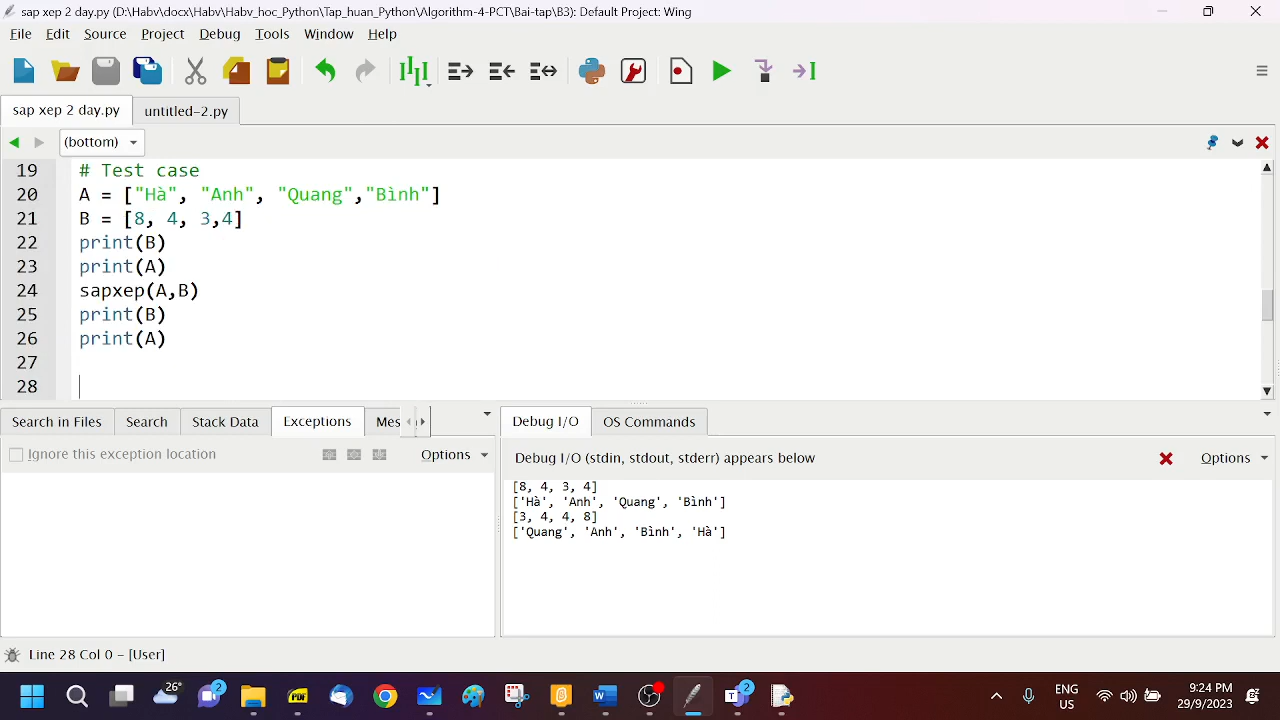 sap xep 2 day.py (D:\Habv\docx\Habv\Habv_hoc_Python\Tap_huan_Python\Algorithm-4-PCT\Bai-tap\B3): Default Project: Wing
File Edit Source Project Debug Tools Window Help
sap xep 2 day.py untitled-2.py
(bottom)
19 # Test case
20 A = ["Hà", "Anh", "Quang","Bình"]
21 B = [8, 4, 3,4]
22 print(B)
23 print(A)
24 sapxep(A,B)
25 print(B)
26 print(A)
27
28
Search in Files Search Stack Data Exceptions Mes
Ignore this exception location Options
Debug I/O OS Commands
Debug I/O (stdin, stdout, stderr) appears below Options
[8, 4, 3, 4]
['Hà', 'Anh', 'Quang', 'Bình']
[3, 4, 4, 8]
['Quang', 'Anh', 'Bình', 'Hà']
Line 28 Col 0 – [User]
26° 2 PDF 2 ENG US 9:24 PM 29/9/2023